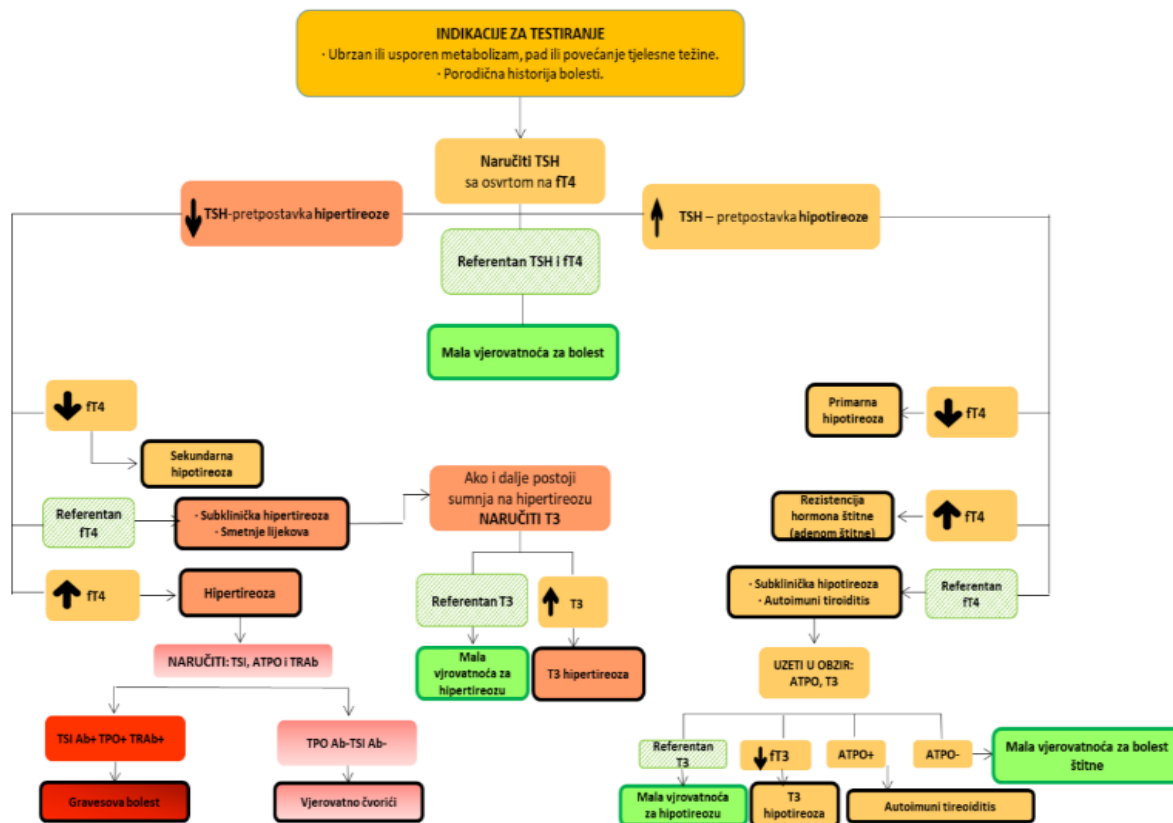 INDIKACIJE ZA TESTIRANJE
· Ubrzan ili usporen metabolizam, pad ili povećanje tjelesne težine.
· Porodična historija bolesti.
Naručiti TSH
sa osvrtom na fT4
TSH-pretpostavka hipertireoze
TSH – pretpostavka hipotireoze
Referentan TSH i fT4
Mala vjerovatnoća za bolest
fT4
Sekundarna
hipotireoza
Referentan
fT4
· Subklinička hipertireoza
· Smetnje lijekova
fT4
Hipertireoza
NARUČITI: TSI, ATPO i TRAb
TSI Ab+ TPO+ TRAb+
TPO Ab-TSI Ab-
Gravesova bolest
Vjerovatno čvorići
Ako i dalje postoji
sumnja na hipertireozu
NARUČITI T3
Referentan T3
T3
Mala
vjrovatnoća za
hipertireozu
T3 hipertireoza
Primarna
hipotireoza
fT4
Rezistencija
hormona štitne
(adenom štitne)
fT4
· Subklinička hipotireoza
· Autoimuni tiroiditis
Referentan
fT4
UZETI U OBZIR:
ATPO, T3
Referentan
T3
fT3
ATPO+
ATPO-
Mala vjerovatnoća za bolest
štitne
Mala vjrovatnoća
za hipotireozu
T3
hipotireoza
Autoimuni tireoiditis